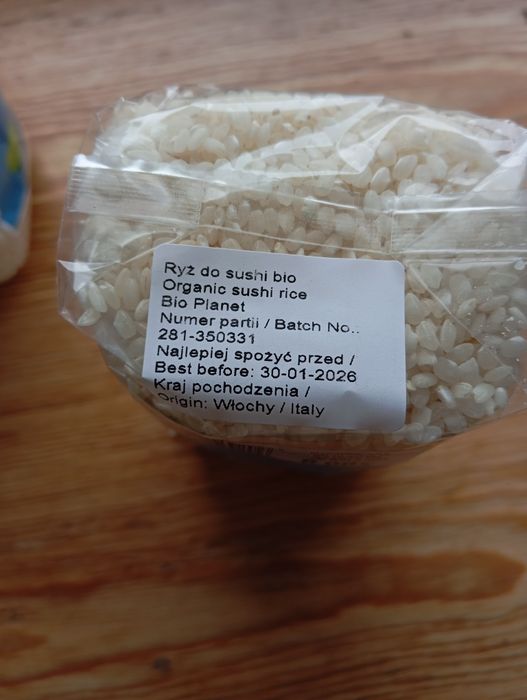 Ryż do sushi bio
Organic sushi rice
Bio Planet
Numer partii / Batch No.:
281-350331
Najlepiej spożyć przed /
Best before: 30-01-2026
Kraj pochodzenia /
Origin: Włochy / Italy